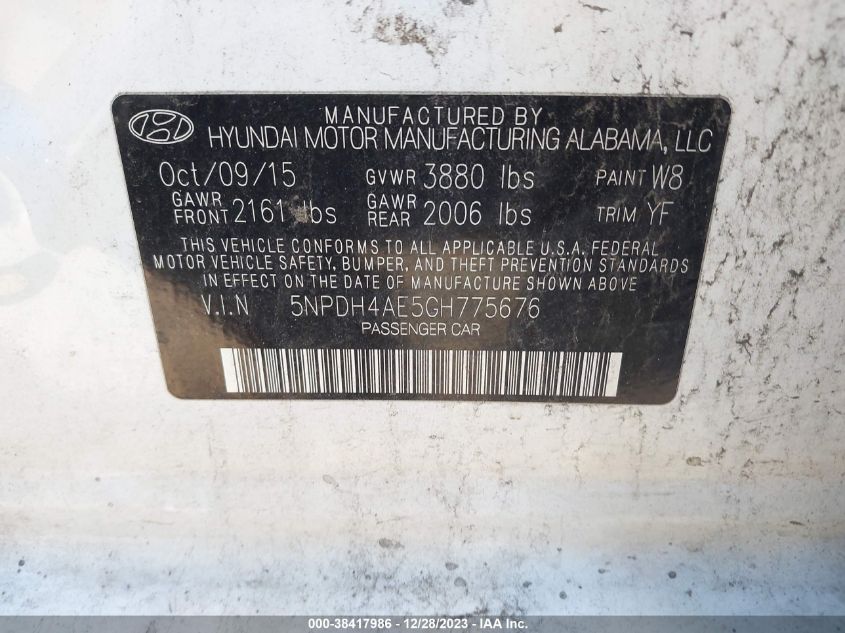 MANUFACTURED BY
HYUNDAI MOTOR MANUFACTURING ALABAMA, LLC
Oct/09/15 GVWR 3880 lbs PAINT W8
GAWR FRONT 2161 lbs GAWR REAR 2006 lbs TRIM YF
THIS VEHICLE CONFORMS TO ALL APPLICABLE U.S.A. FEDERAL
MOTOR VEHICLE SAFETY, BUMPER, AND THEFT PREVENTION STANDARDS
IN EFFECT ON THE DATE OF MANUFACTURE SHOWN ABOVE
V.I.N 5NPDH4AE5GH775676
PASSENGER CAR
000-38417986 - 12/28/2023 - IAA Inc.